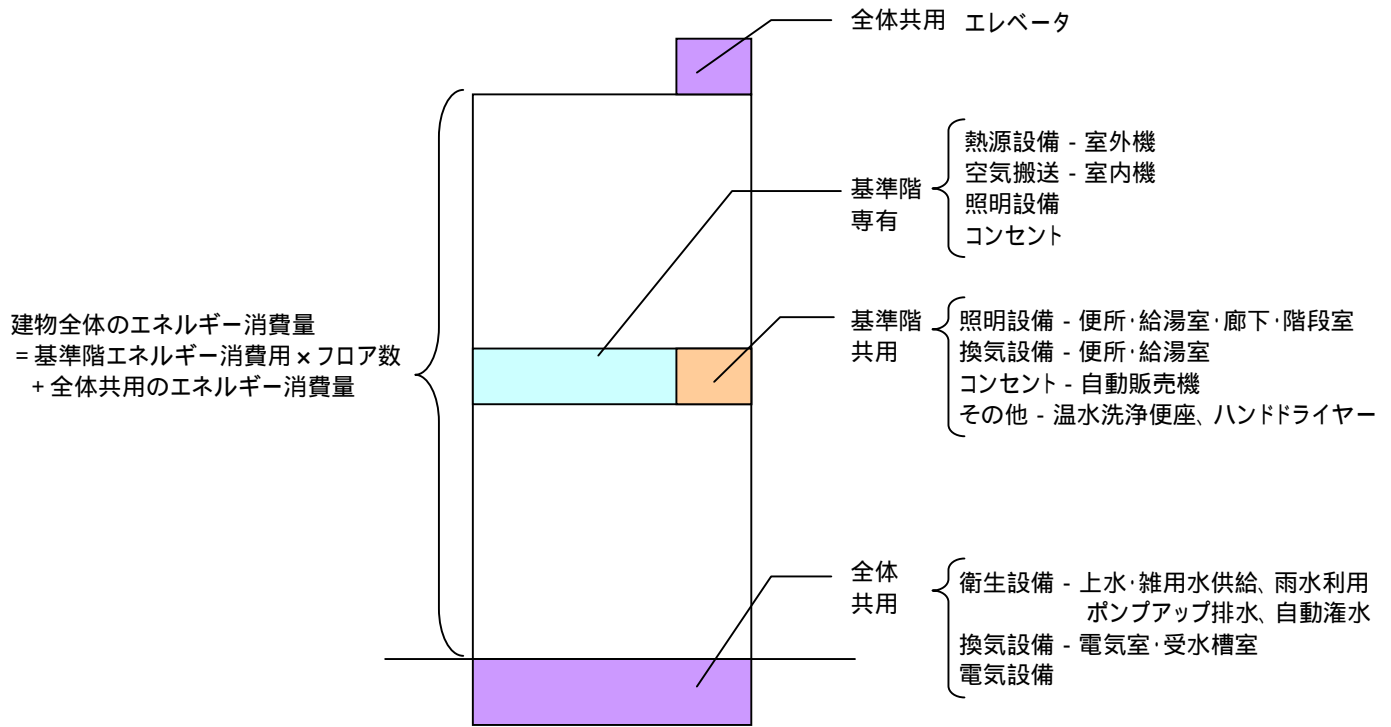 全体共用 エレベータ
熱源設備 - 室外機
空気搬送 - 室内機
照明設備
コンセント
基準階
専有
建物全体のエネルギー消費量
= 基準階エネルギー消費用 × フロア数
+ 全体共用のエネルギー消費量
基準階
共用
照明設備 - 便所・給湯室・廊下・階段室
換気設備 - 便所・給湯室
コンセント - 自動販売機
その他 - 温水洗浄便座、ハンドドライヤー
全体
共用
衛生設備 - 上水・雑用水供給、雨水利用
ポンプアップ排水、自動潅水
換気設備 - 電気室・受水槽室
電気設備